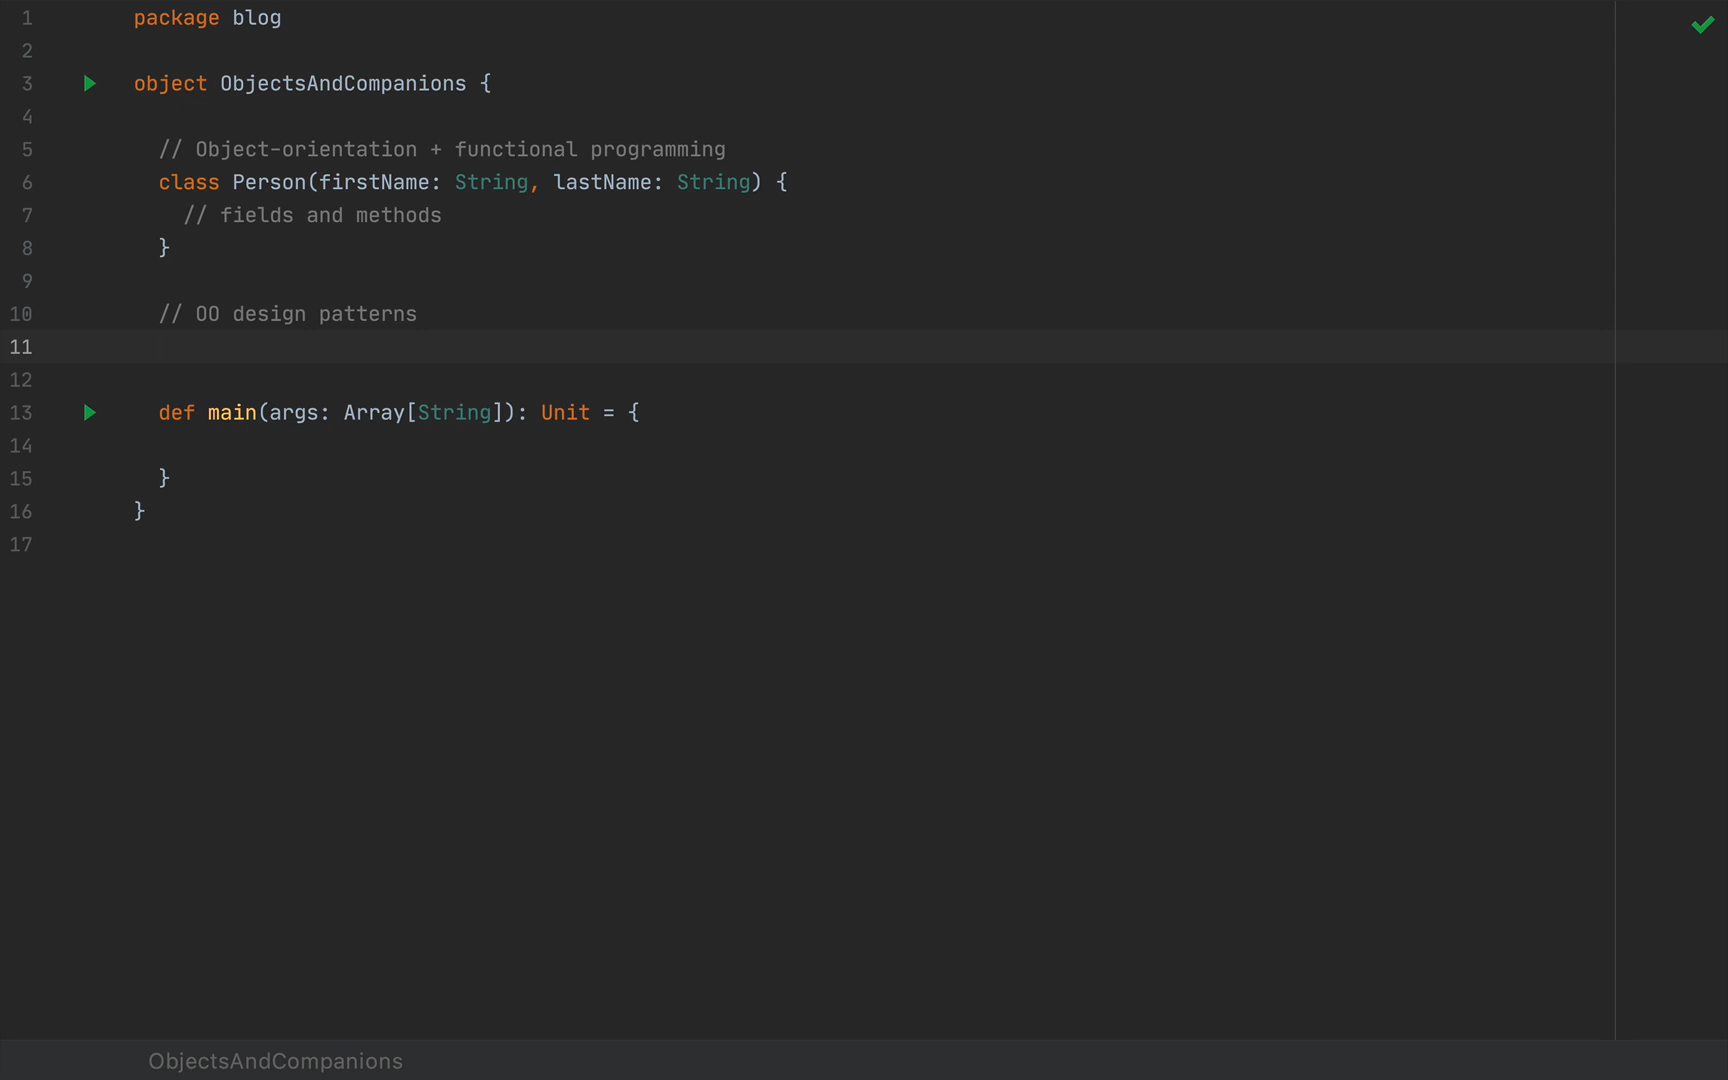 1 package blog
2
3 object ObjectsAndCompanions {
4
5 // Object-orientation + functional programming
6 class Person(firstName: String, lastName: String) {
7 // fields and methods
8 }
9
10 // OO design patterns
11
12
13 def main(args: Array[String]): Unit = {
14
15 }
16 }
17
ObjectsAndCompanions